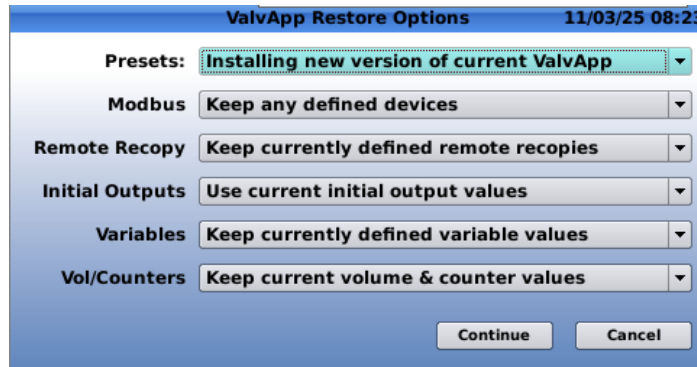 ValvApp Restore Options 11/03/25 08:23
Presets: Installing new version of current ValvApp
Modbus Keep any defined devices
Remote Recopy Keep currently defined remote recopies
Initial Outputs Use current initial output values
Variables Keep currently defined variable values
Vol/Counters Keep current volume & counter values
Continue Cancel